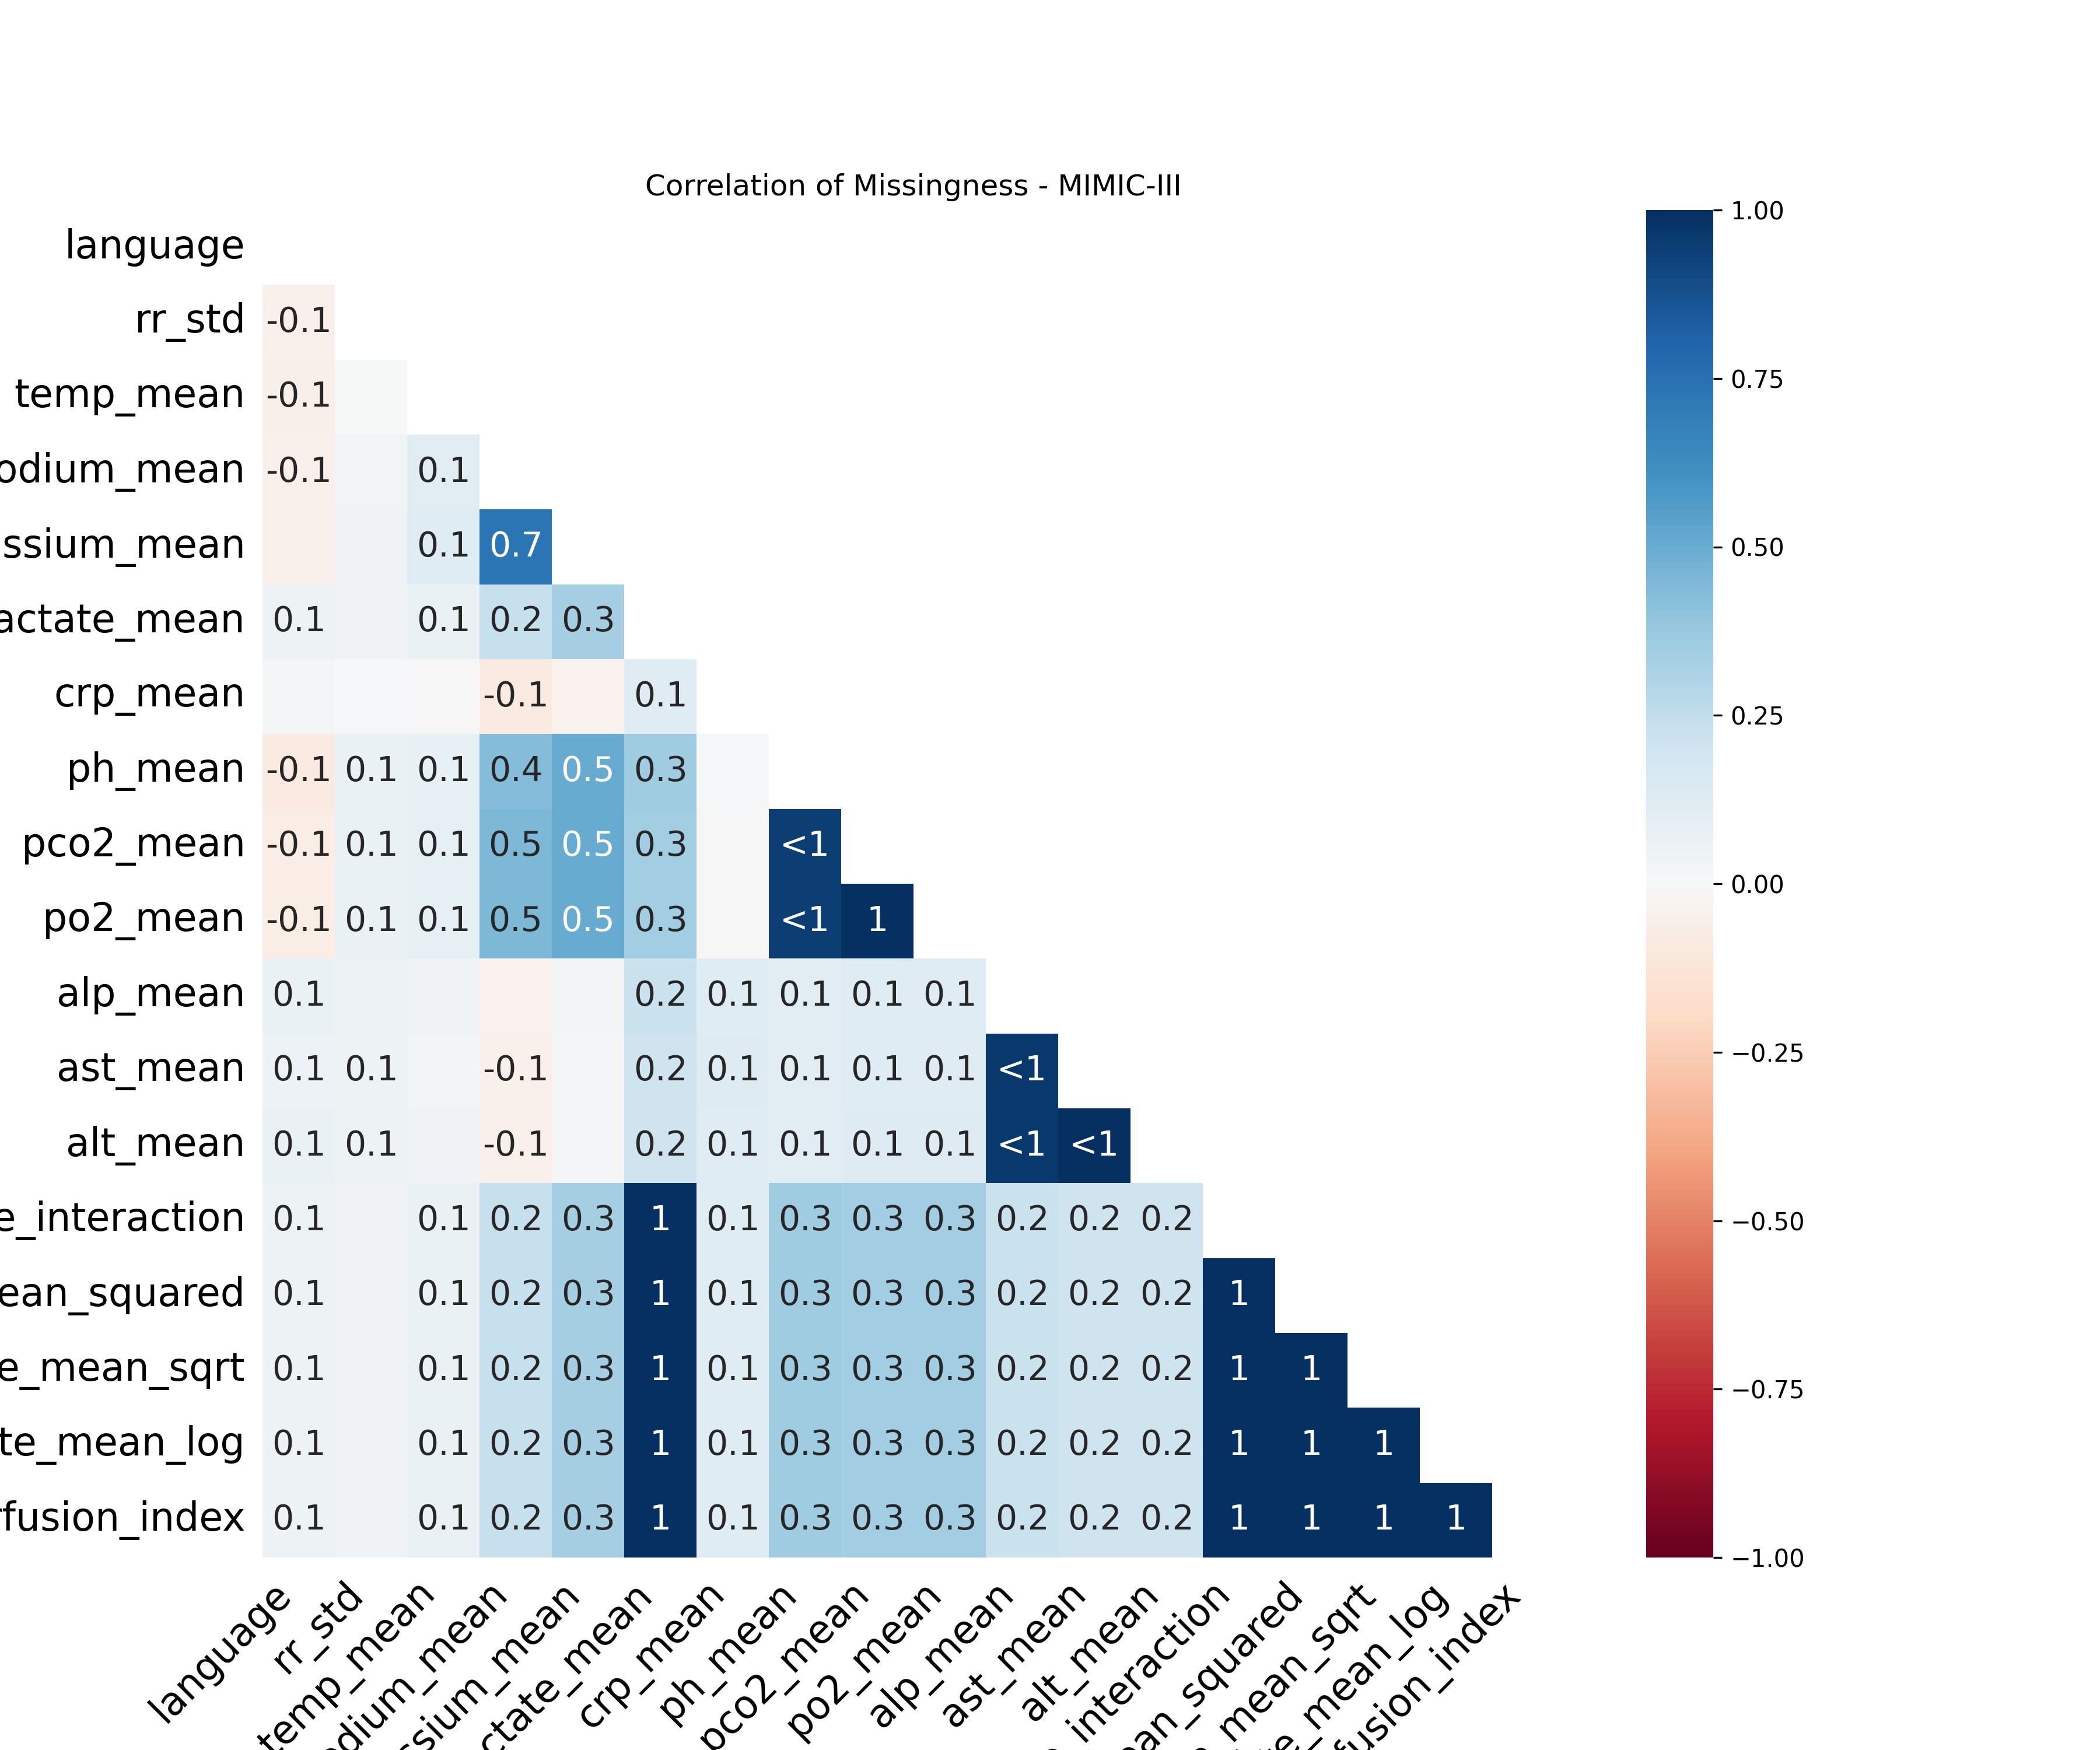 Correlation of Missingness - MIMIC-III
language
rr_std -0.1
temp_mean -0.1
odium_mean -0.1 0.1
ssium_mean 0.1 0.7
actate_mean 0.1 0.1 0.2 0.3
crp_mean -0.1 0.1
ph_mean -0.1 0.1 0.1 0.4 0.5 0.3
pco2_mean -0.1 0.1 0.1 0.5 0.5 0.3 <1
po2_mean -0.1 0.1 0.1 0.5 0.5 0.3 <1 1
alp_mean 0.1 0.2 0.1 0.1 0.1 0.1
ast_mean 0.1 0.1 -0.1 0.2 0.1 0.1 0.1 0.1 <1
alt_mean 0.1 0.1 -0.1 0.2 0.1 0.1 0.1 0.1 <1 <1
e_interaction 0.1 0.1 0.2 0.3 1 0.1 0.3 0.3 0.3 0.2 0.2 0.2
ean_squared 0.1 0.1 0.2 0.3 1 0.1 0.3 0.3 0.3 0.2 0.2 0.2 1
e_mean_sqrt 0.1 0.1 0.2 0.3 1 0.1 0.3 0.3 0.3 0.2 0.2 0.2 1 1
te_mean_log 0.1 0.1 0.2 0.3 1 0.1 0.3 0.3 0.3 0.2 0.2 0.2 1 1 1
fusion_index 0.1 0.1 0.2 0.3 1 0.1 0.3 0.3 0.3 0.2 0.2 0.2 1 1 1 1
language
rr_std
temp_mean
dium_mean
ssium_mean
ctate_mean
crp_mean
ph_mean
pco2_mean
po2_mean
alp_mean
ast_mean
alt_mean
_interaction
ean_squared
_mean_sqrt
e_mean_log
fusion_index
1.00
0.75
0.50
0.25
0.00
−0.25
−0.50
−0.75
−1.00